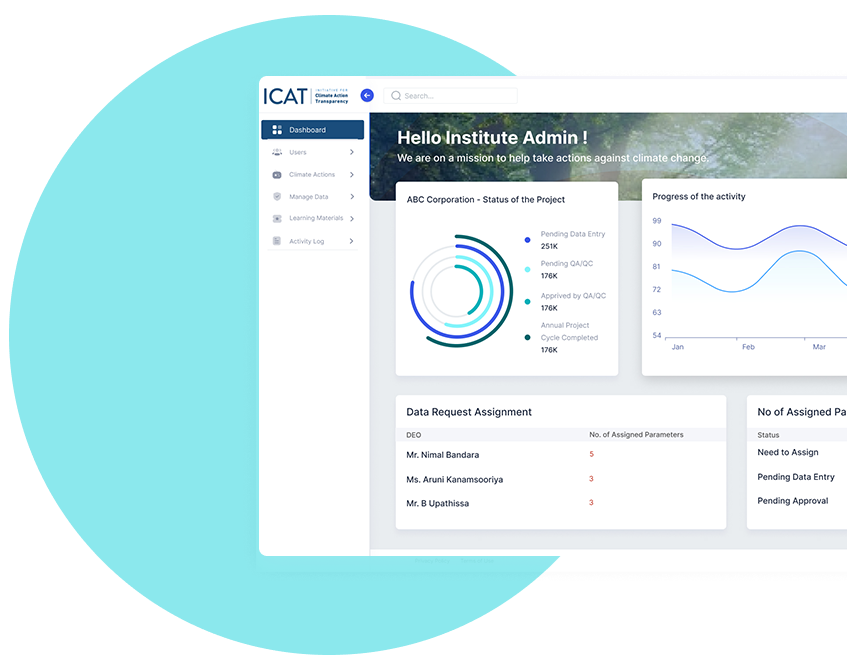 ICAT
INITIATIVE FOR
Climate Action
Transparency
Search...
Dashboard
Users
Climate Actions
Manage Data
Learning Materials
Activity Log
Hello Institute Admin !
We are on a mission to help take actions against climate change.
ABC Corporation - Status of the Project
Pending Data Entry
251K
Pending QA/QC
176K
Apprived by QA/QC
176K
Annual Project
Cycle Completed
176K
Progress of the activity
99
90
81
72
63
54
Jan Feb Mar
Data Request Assignment
DEO No. of Assigned Parameters
Mr. Nimal Bandara 5
Ms. Aruni Kanamsooriya 3
Mr. B Upathissa 3
No of Assigned Pa
Status
Need to Assign
Pending Data Entry
Pending Approval